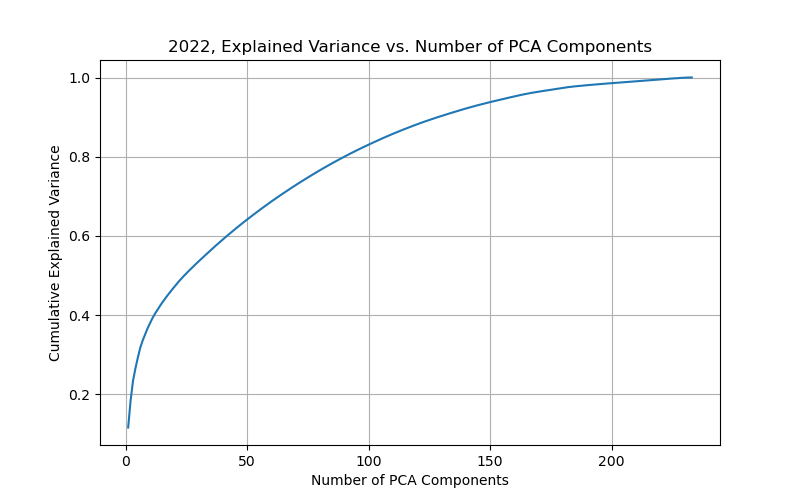 2022, Explained Variance vs. Number of PCA Components
1.0
0.8
0.6
0.4
0.2
Cumulative Explained Variance
0 50 100 150 200
Number of PCA Components